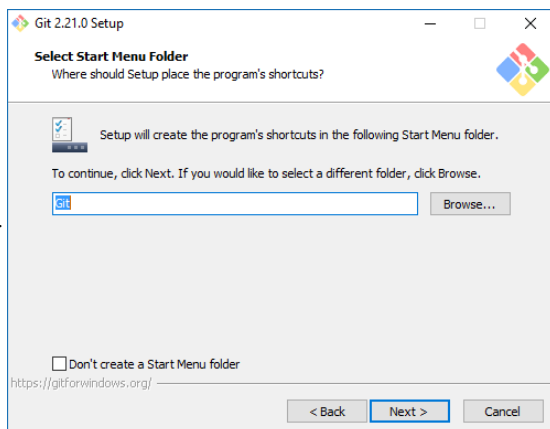 Git 2.21.0 Setup
Select Start Menu Folder
Where should Setup place the program's shortcuts?
Setup will create the program's shortcuts in the following Start Menu folder.
To continue, click Next. If you would like to select a different folder, click Browse.
Git
Browse...
Don't create a Start Menu folder
https://gitforwindows.org/
< Back
Next >
Cancel